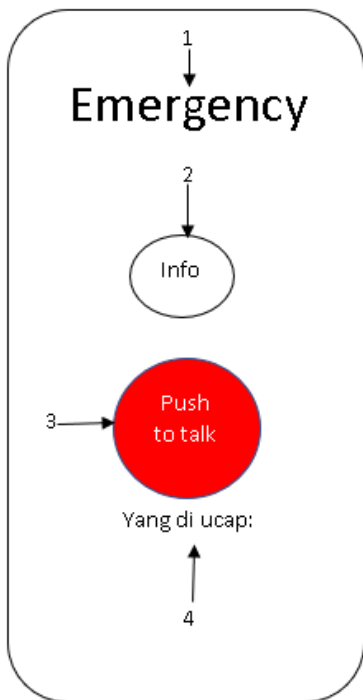 1
Emergency
2
Info
Push
3 to talk
Yang di ucap:
4